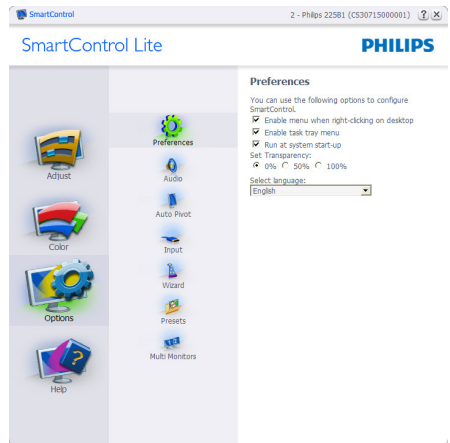 SmartControl
2 - Philips 225B1 (CS30715000001)
?
X
SmartControl Lite
PHILIPS
Adjust
Color
Options
Help
Preferences
Audio
Auto Pivot
Input
Wizard
Presets
Multi Monitors
Preferences
You can use the following options to configure
SmartControl.
Enable menu when right-clicking on desktop
Enable task tray menu
Run at system start-up
Set Transparency:
0% 50% 100%
Select language:
English